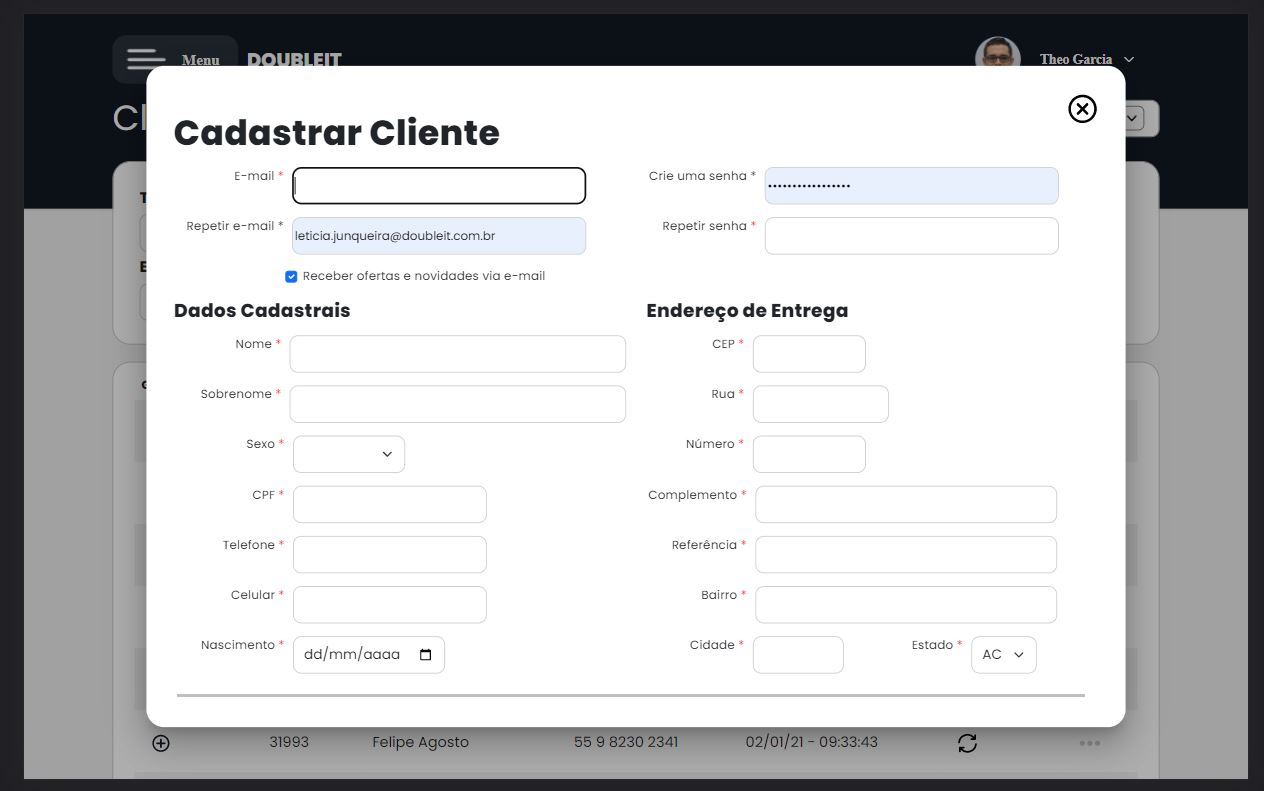 Menu DOUBLEIT Theo Garcia
Cl
Cadastrar Cliente
E-mail * Crie uma senha * •••••••••••••••••
Repetir e-mail * leticia.junqueira@doubleit.com.br Repetir senha *
Receber ofertas e novidades via e-mail
Dados Cadastrais Endereço de Entrega
Nome * CEP *
Sobrenome * Rua *
Sexo * Número *
CPF * Complemento *
Telefone * Referência *
Celular * Bairro *
Nascimento * dd/mm/aaaa Cidade * Estado * AC
31993 Felipe Agosto 55 9 8230 2341 02/01/21 - 09:33:43